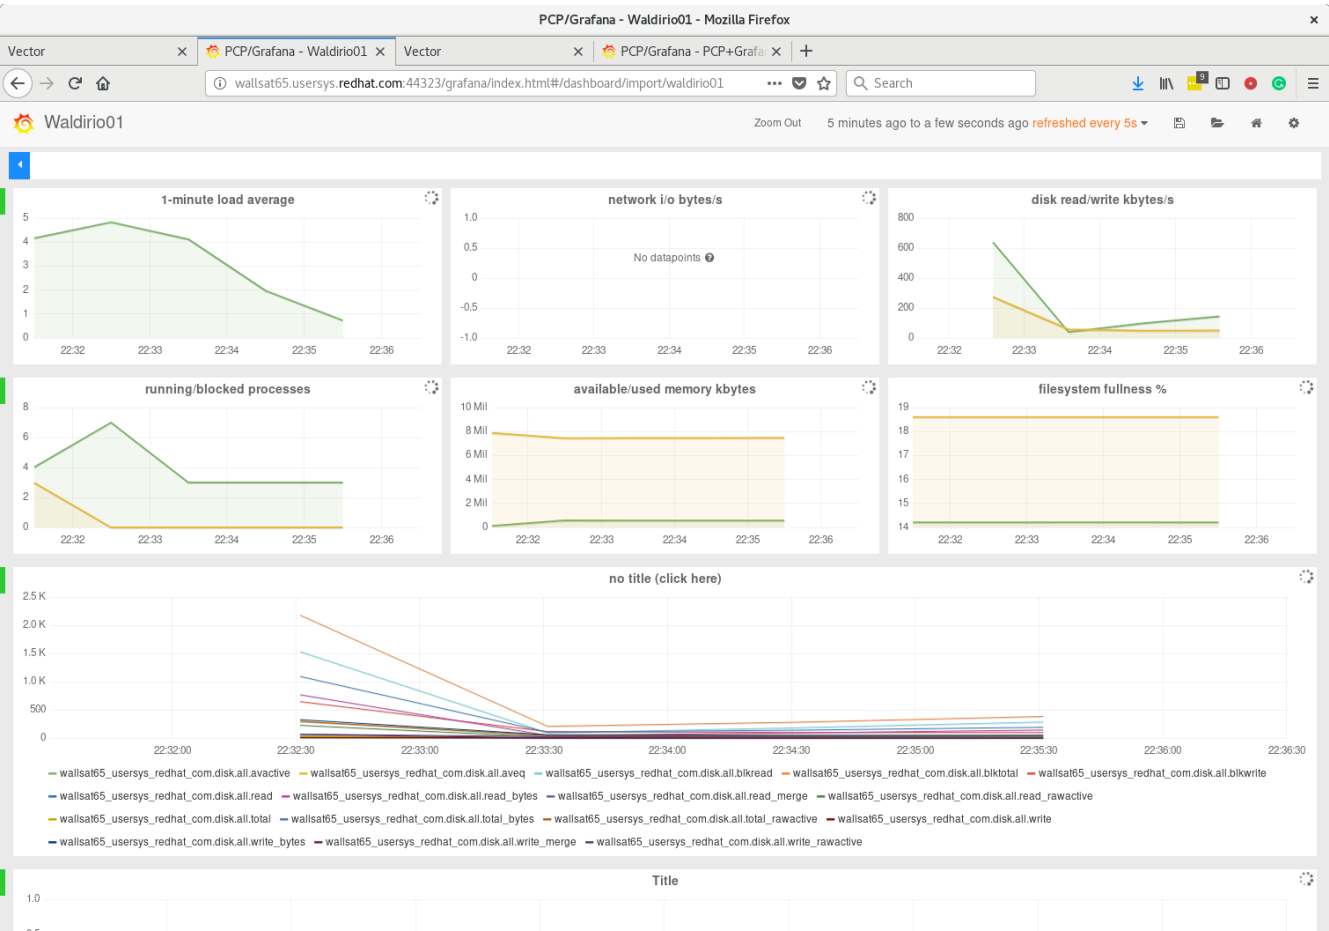 PCP/Grafana - Waldirio01 - Mozilla Firefox
Vector PCP/Grafana - Waldirio01 Vector PCP/Grafana - PCP+Grafa
wallsat65.usersys.redhat.com:44323/grafana/index.html#/dashboard/import/waldirio01 Search 9
Waldirio01 Zoom Out 5 minutes ago to a few seconds ago refreshed every 5s
1-minute load average
5
4
3
2
1
0
22:32 22:33 22:34 22:35 22:36
network i/o bytes/s
1.0
0.5
No datapoints
0
-0.5
-1.0
22:32 22:33 22:34 22:35 22:36
disk read/write kbytes/s
800
600
400
200
0
22:32 22:33 22:34 22:35 22:36
running/blocked processes
8
6
4
2
0
22:32 22:33 22:34 22:35 22:36
available/used memory kbytes
10 Mil
8 Mil
6 Mil
4 Mil
2 Mil
0
22:32 22:33 22:34 22:35 22:36
filesystem fullness %
19
18
17
16
15
14
22:32 22:33 22:34 22:35 22:36
no title (click here)
2.5 K
2.0 K
1.5 K
1.0 K
500
0
22:32:00 22:32:30 22:33:00 22:33:30 22:34:00 22:34:30 22:35:00 22:35:30 22:36:00 22:36:30
wallsat65_usersys_redhat_com.disk.all.avactive wallsat65_usersys_redhat_com.disk.all.aveq wallsat65_usersys_redhat_com.disk.all.blkread wallsat65_usersys_redhat_com.disk.all.blktotal wallsat65_usersys_redhat_com.disk.all.blkwrite
wallsat65_usersys_redhat_com.disk.all.read wallsat65_usersys_redhat_com.disk.all.read_bytes wallsat65_usersys_redhat_com.disk.all.read_merge wallsat65_usersys_redhat_com.disk.all.read_rawactive
wallsat65_usersys_redhat_com.disk.all.total wallsat65_usersys_redhat_com.disk.all.total_bytes wallsat65_usersys_redhat_com.disk.all.total_rawactive wallsat65_usersys_redhat_com.disk.all.write
wallsat65_usersys_redhat_com.disk.all.write_bytes wallsat65_usersys_redhat_com.disk.all.write_merge wallsat65_usersys_redhat_com.disk.all.write_rawactive
Title
1.0